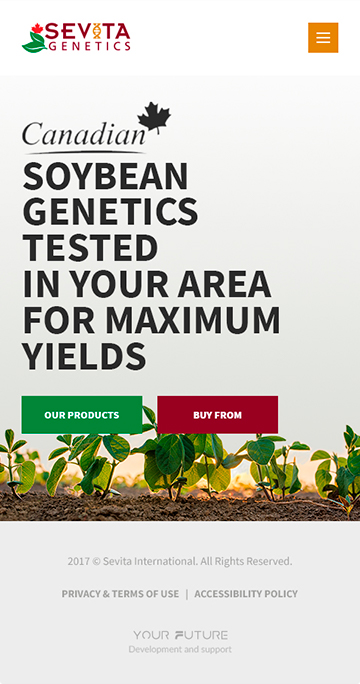 SEVITA
GENETICS
Canadian
SOYBEAN
GENETICS
TESTED
IN YOUR AREA
FOR MAXIMUM
YIELDS
OUR PRODUCTS
BUY FROM
2017 © Sevita International. All Rights Reserved.
PRIVACY & TERMS OF USE | ACCESSIBILITY POLICY
YOUR FUTURE
Development and support